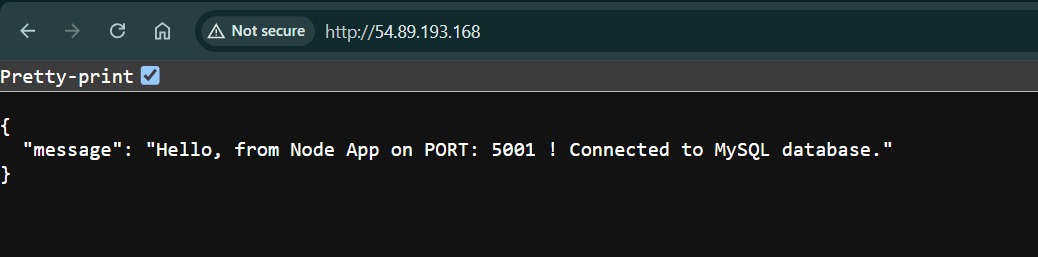 Not secure http://54.89.193.168
Pretty-print
{
"message": "Hello, from Node App on PORT: 5001 ! Connected to MySQL database."
}